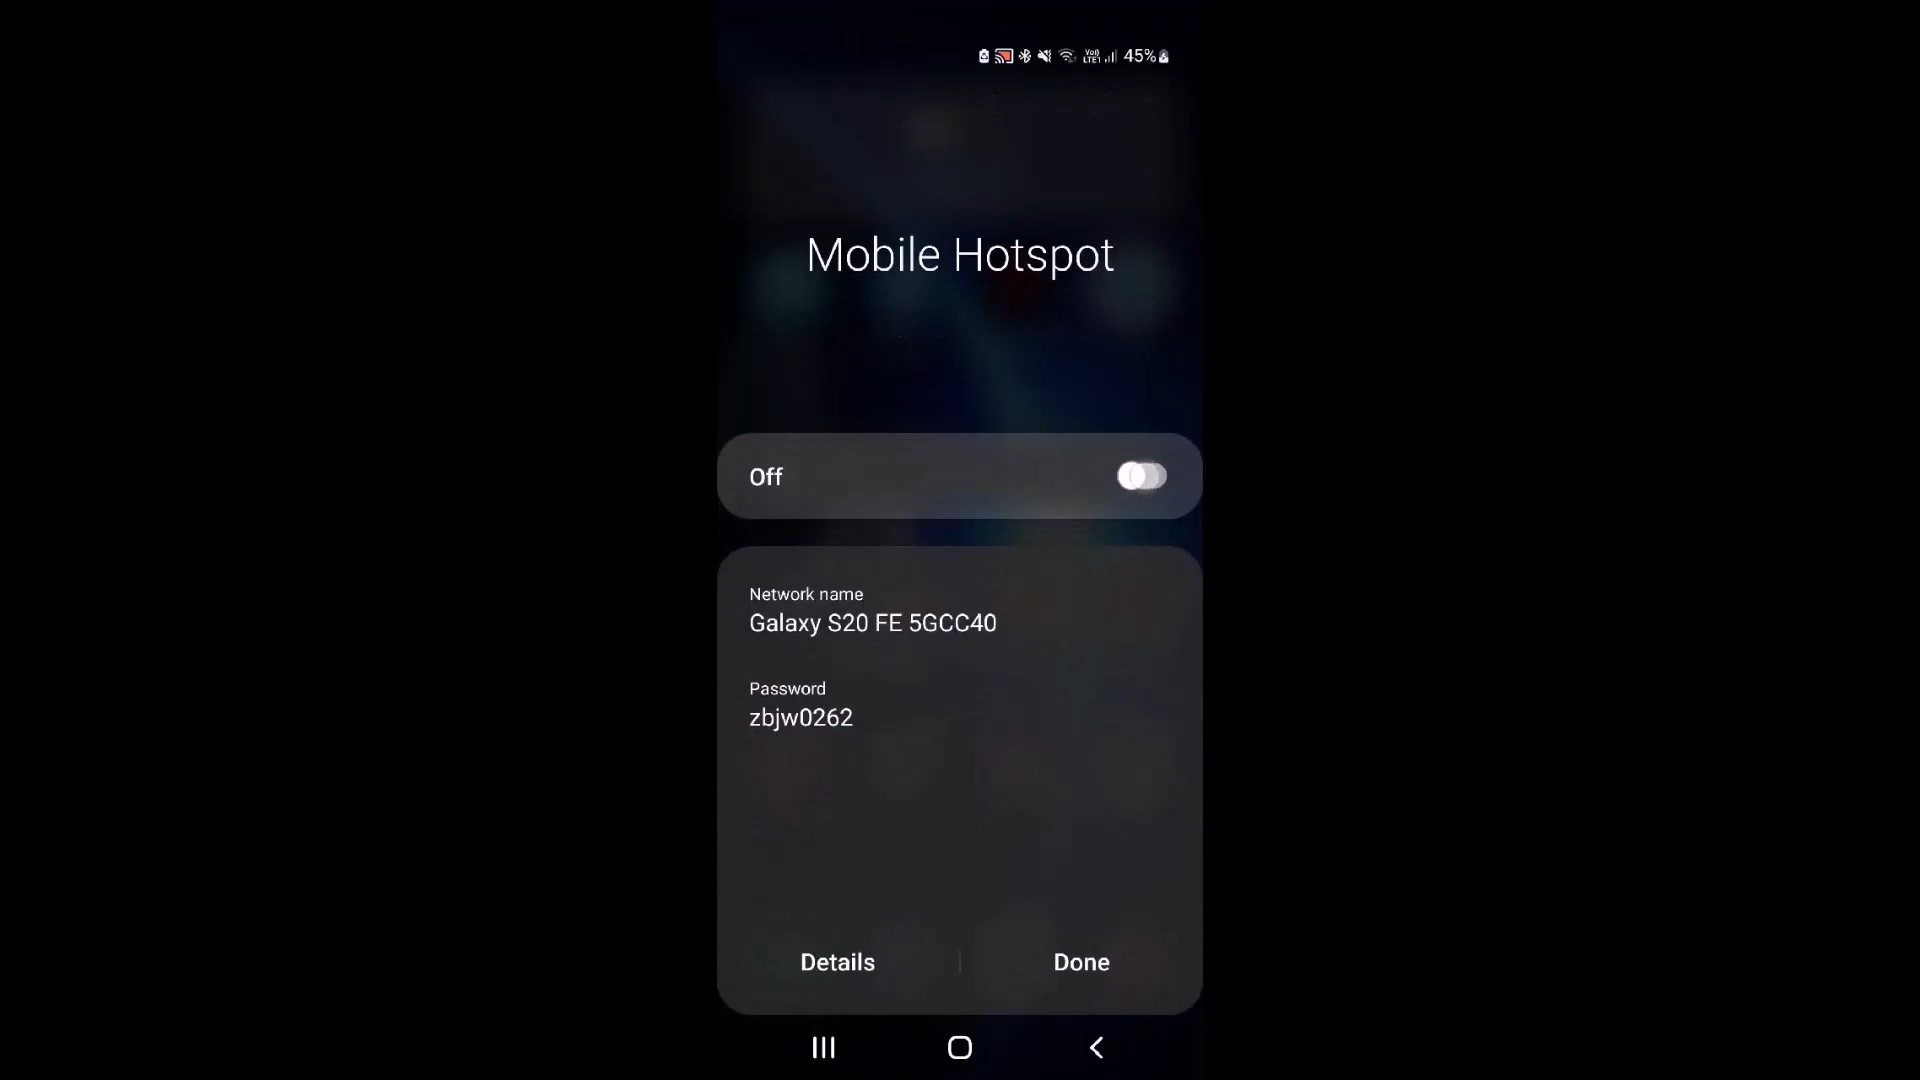 45%
Mobile Hotspot
Off
Network name
Galaxy S20 FE 5GCC40
Password
zbjw0262
Details
Done